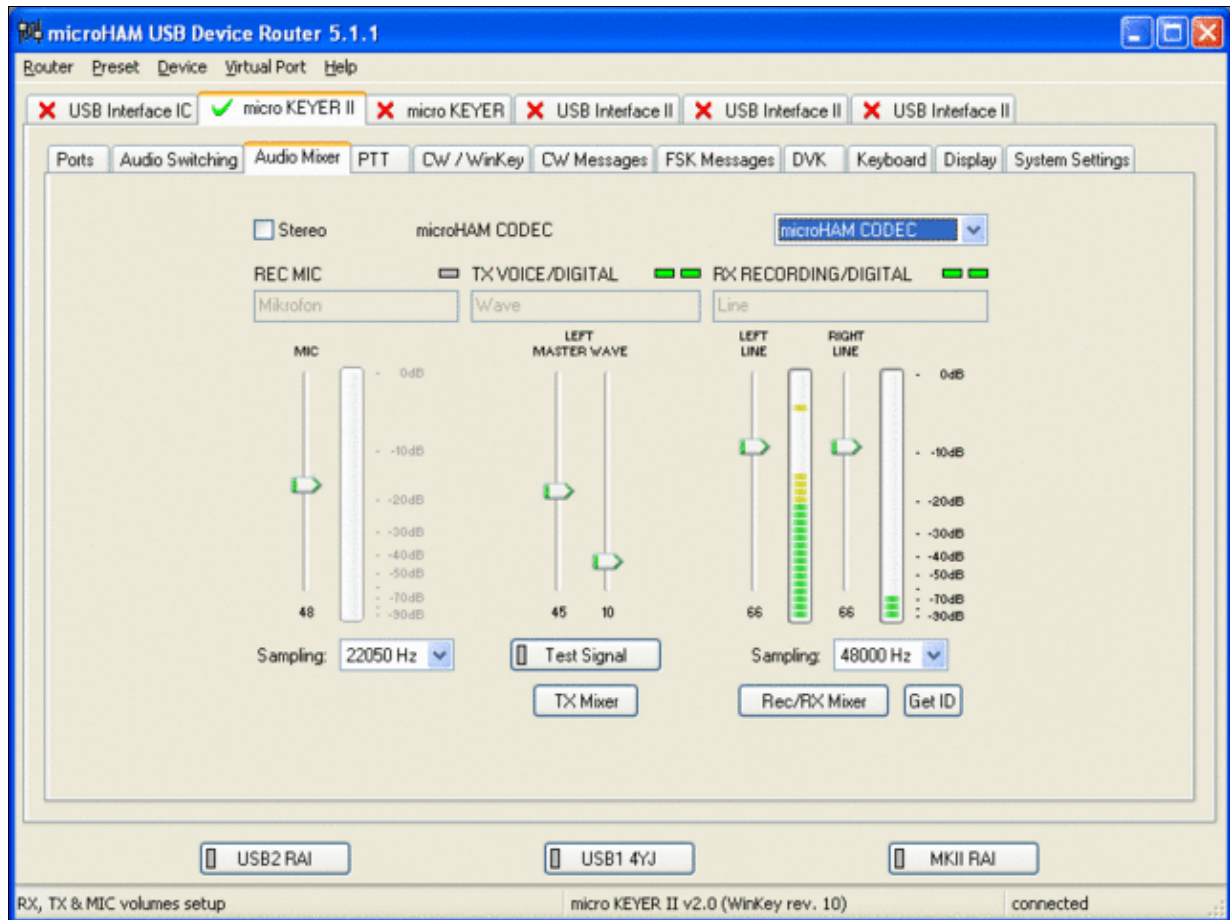 microHAM USB Device Router 5.1.1
Router Preset Device Virtual Port Help
USB Interface IC micro KEYER II micro KEYER USB Interface II USB Interface II USB Interface II
Ports Audio Switching Audio Mixer PTT CW / WinKey CW Messages FSK Messages DVK Keyboard Display System Settings
Stereo microHAM CODEC microHAM CODEC
REC MIC TX VOICE/DIGITAL RX RECORDING/DIGITAL
Mikrofon Wave Line
LEFT LEFT RIGHT
MIC MASTER WAVE LINE LINE
0dB 0dB
-10dB -10dB
-20dB -20dB
-30dB -30dB
-40dB -40dB
-50dB -50dB
-70dB -70dB
-90dB -90dB
48 45 10 66 66
Sampling: 22050 Hz Test Signal Sampling: 48000 Hz
TX Mixer Rec/RX Mixer Get ID
USB2 RAI USB1 4YJ MKII RAI
RX, TX & MIC volumes setup micro KEYER II v2.0 (WinKey rev. 10) connected